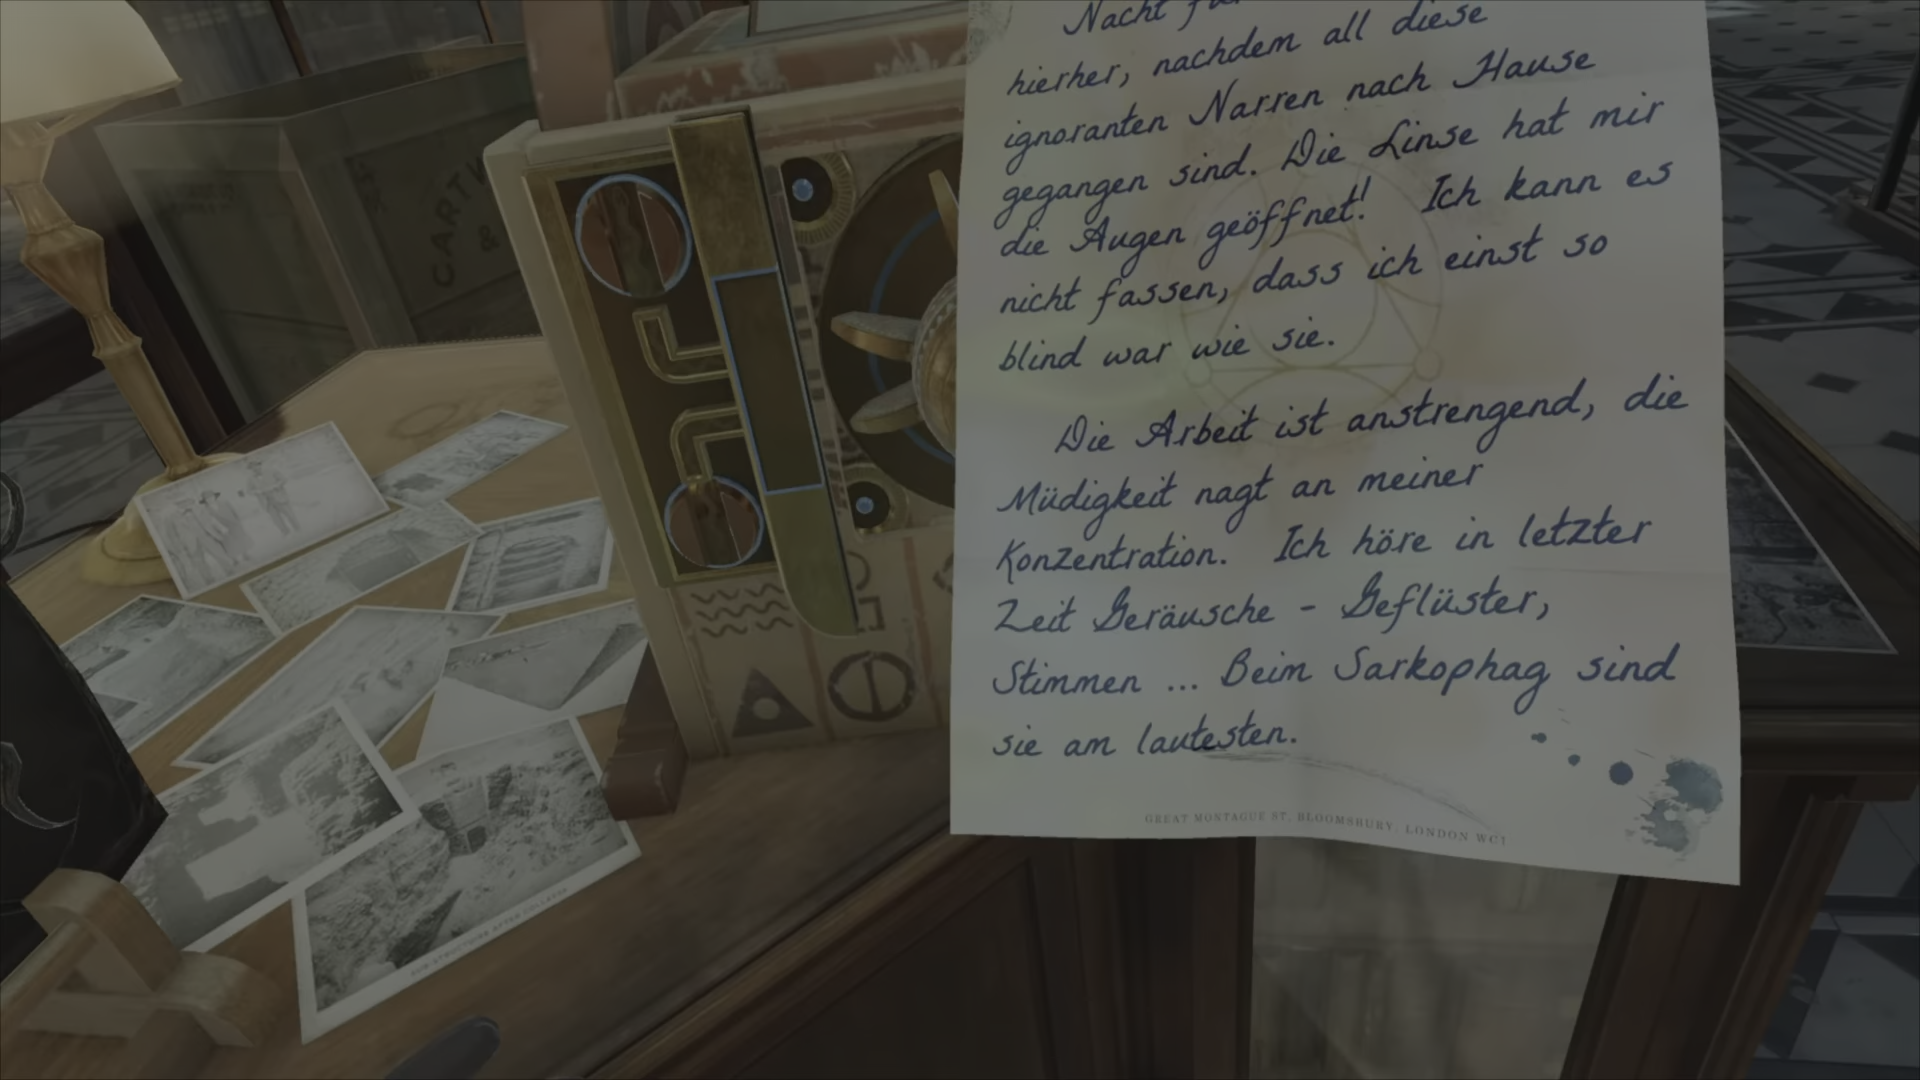 Nacht
hierher, nachdem all diese
ignoranten Narren nach Hause
gegangen sind. Die Linse hat mir
die Augen geöffnet! Ich kann es
nicht fassen, dass ich einst so
blind war wie sie.
Die Arbeit ist anstrengend, die
Müdigkeit nagt an meiner
Konzentration. Ich höre in letzter
Zeit Geräusche - Geflüster,
Stimmen ... Beim Sarkophag sind
sie am lautesten.
GREAT MONTAGUE ST, BLOOMSBURY, LONDON WC1
&